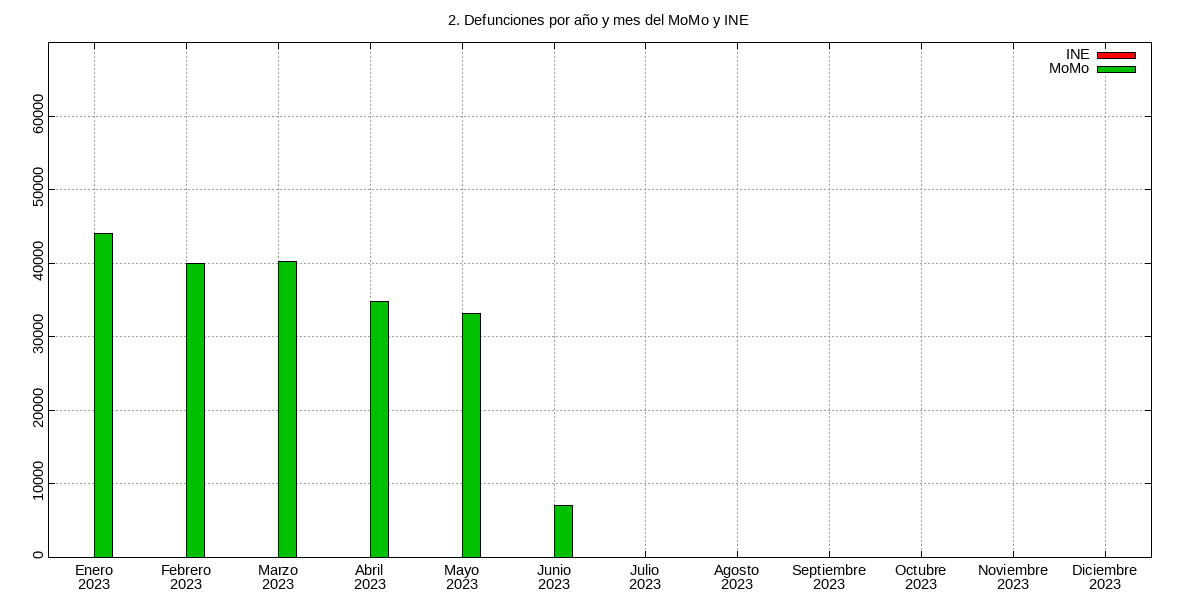 2. Defunciones por año y mes del MoMo y INE
INE
MoMo
60000
50000
40000
30000
20000
10000
0
Enero Febrero Marzo Abril Mayo Junio Julio Agosto Septiembre Octubre Noviembre Diciembre
2023 2023 2023 2023 2023 2023 2023 2023 2023 2023 2023 2023